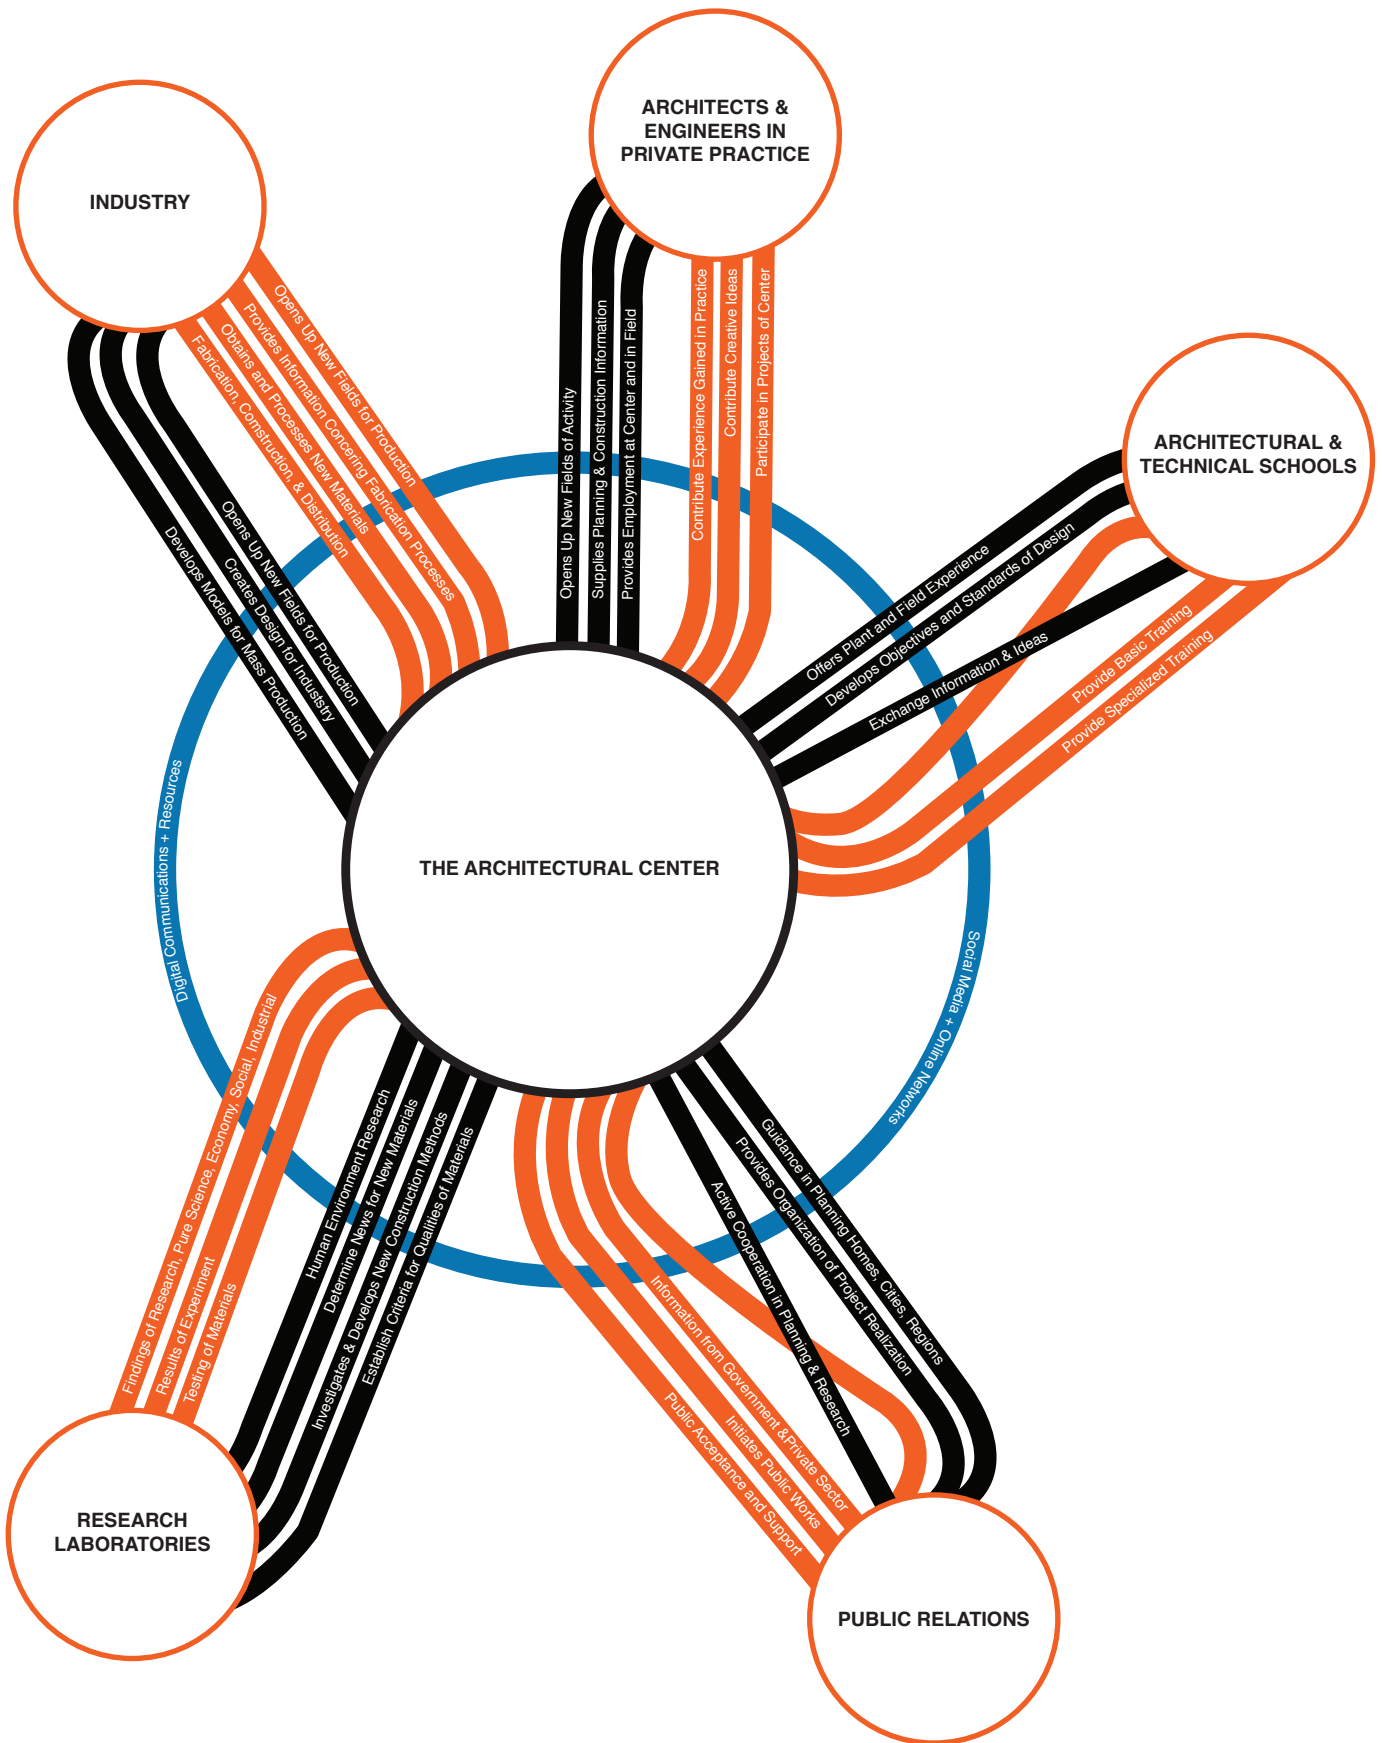 ARCHITECTS &
ENGINEERS IN
PRIVATE PRACTICE
INDUSTRY
ARCHITECTURAL &
TECHNICAL SCHOOLS
Opens Up New Fields for Production
Provides Information Concering Fabrication Processes
Obtains and Processes New Materials
Fabrication, Comstruction, & Distribution
Opens Up New Fields for Production
Creates Design for Induststry
Develops Models for Mass Production
Opens Up New Fields of Activity
Supplies Planning & Construction Information
Provides Employment at Center and in Field
Contribute Experience Gained in Practice
Contribute Creative Ideas
Participate in Projects of Center
Offers Plant and Field Experience
Develops Objectives and Standards of Design
Exchange Information & Ideas
Provide Basic Training
Provide Specialized Training
THE ARCHITECTURAL CENTER
Digital Communications + Resources
Social Media + Online Networks
Findings of Research, Pure Science, Economy, Social, Industrial
Results of Experiment
Testing of Materials
Human Environment Research
Determine News for New Materials
Investigates & Develops New Construction Methods
Establish Criteria for Qualities of Materials
Guidance in Planning Homes, Cities, Regions
Provides Organization of Project Realization
Active Cooperation in Planning & Research
Information from Government &Private Sector
Initiates Public Works
Public Acceptance and Support
RESEARCH
LABORATORIES
PUBLIC RELATIONS